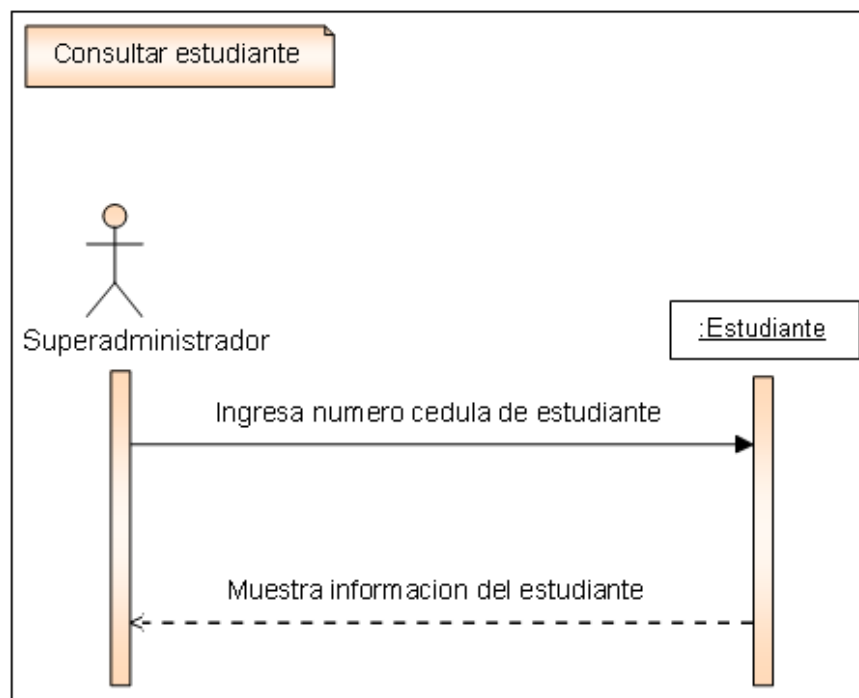 Consultar estudiante
Superadministrador
:Estudiante
Ingresa numero cedula de estudiante
Muestra informacion del estudiante